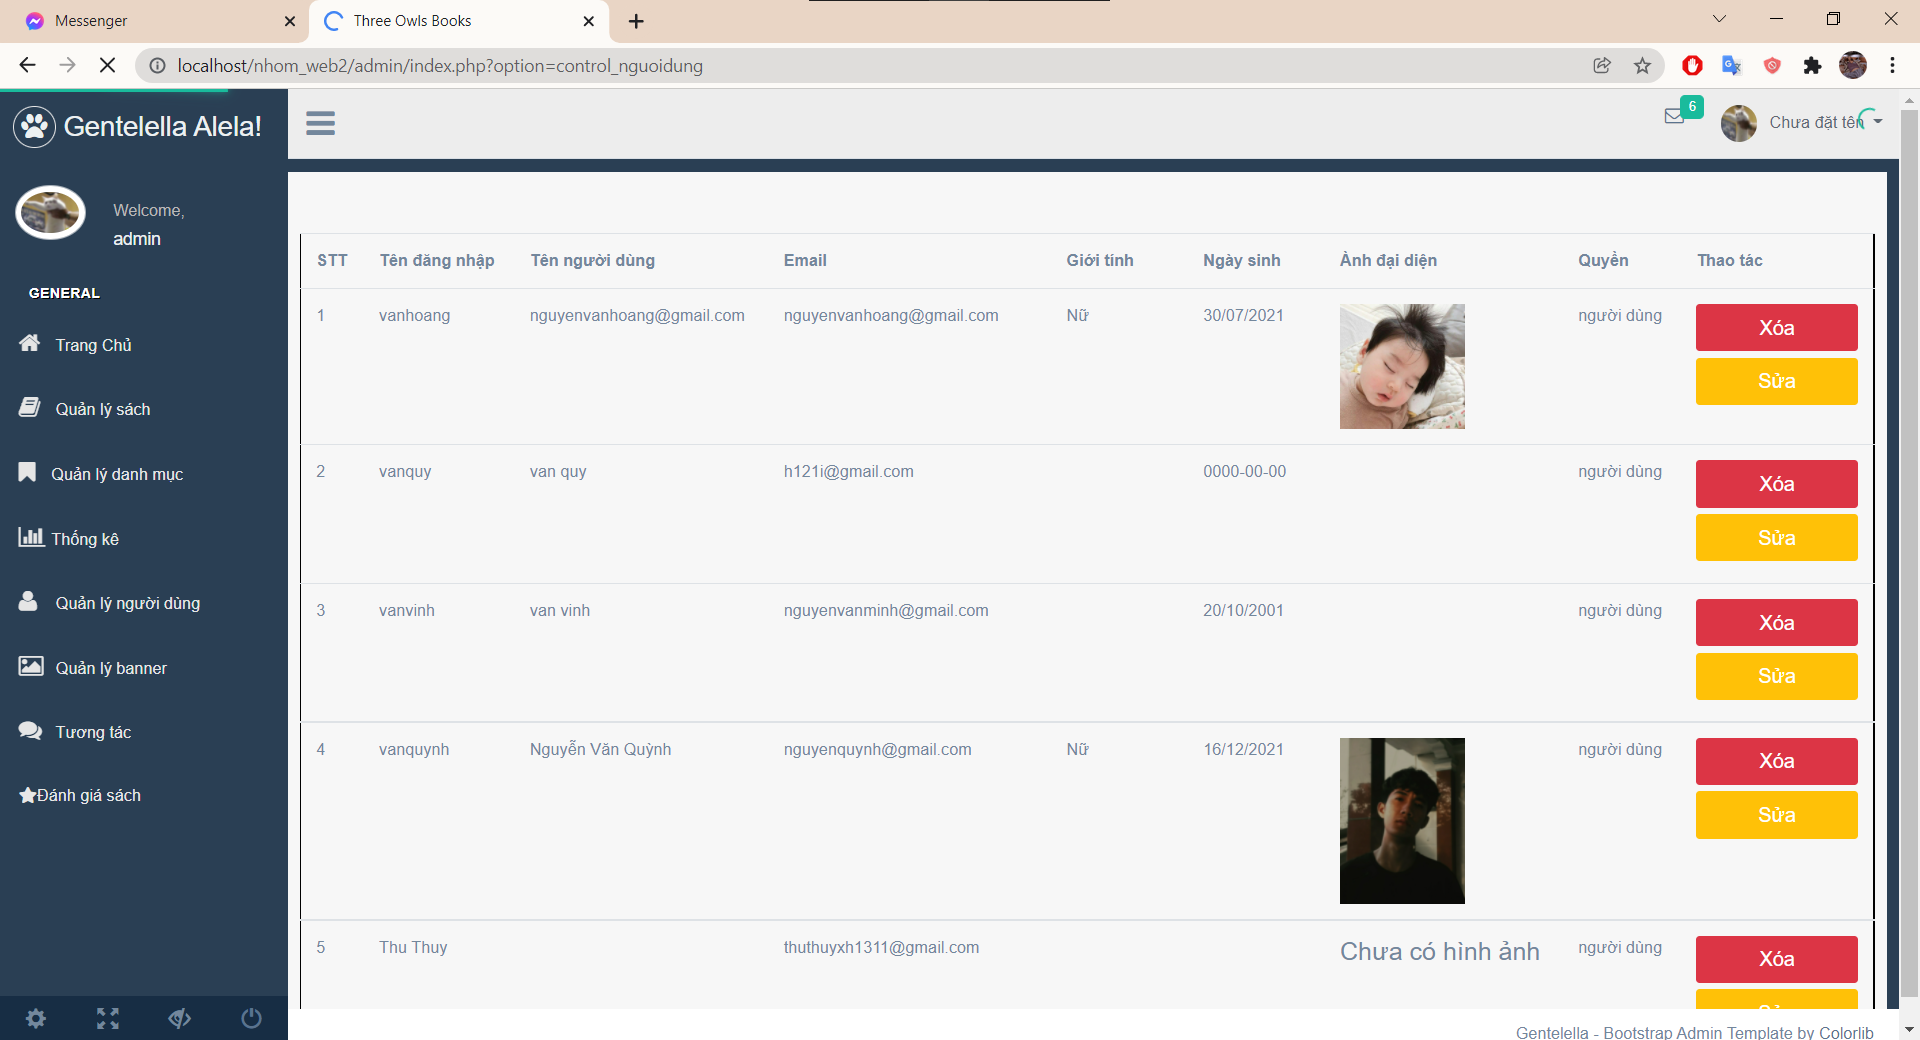 Messenger
Three Owls Books
localhost/nhom_web2/admin/index.php?option=control_nguoidung
Gentelella Alela!
6
Chưa đặt tên
Welcome,
admin
GENERAL
Trang Chủ
Quản lý sách
Quản lý danh mục
Thống kê
Quản lý người dùng
Quản lý banner
Tương tác
Đánh giá sách
STT Tên đăng nhập Tên người dùng Email Giới tính Ngày sinh Ảnh đại diện Quyền Thao tác
1 vanhoang nguyenvanhoang@gmail.com nguyenvanhoang@gmail.com Nữ 30/07/2021 người dùng Xóa
Sửa
2 vanquy van quy h121i@gmail.com 0000-00-00 người dùng Xóa
Sửa
3 vanvinh van vinh nguyenvanminh@gmail.com 20/10/2001 người dùng Xóa
Sửa
4 vanquynh Nguyễn Văn Quỳnh nguyenquynh@gmail.com Nữ 16/12/2021 người dùng Xóa
Sửa
5 Thu Thuy thuthuyxh1311@gmail.com Chưa có hình ảnh người dùng Xóa
Sửa
Gentelella - Bootstrap Admin Template by Colorlib